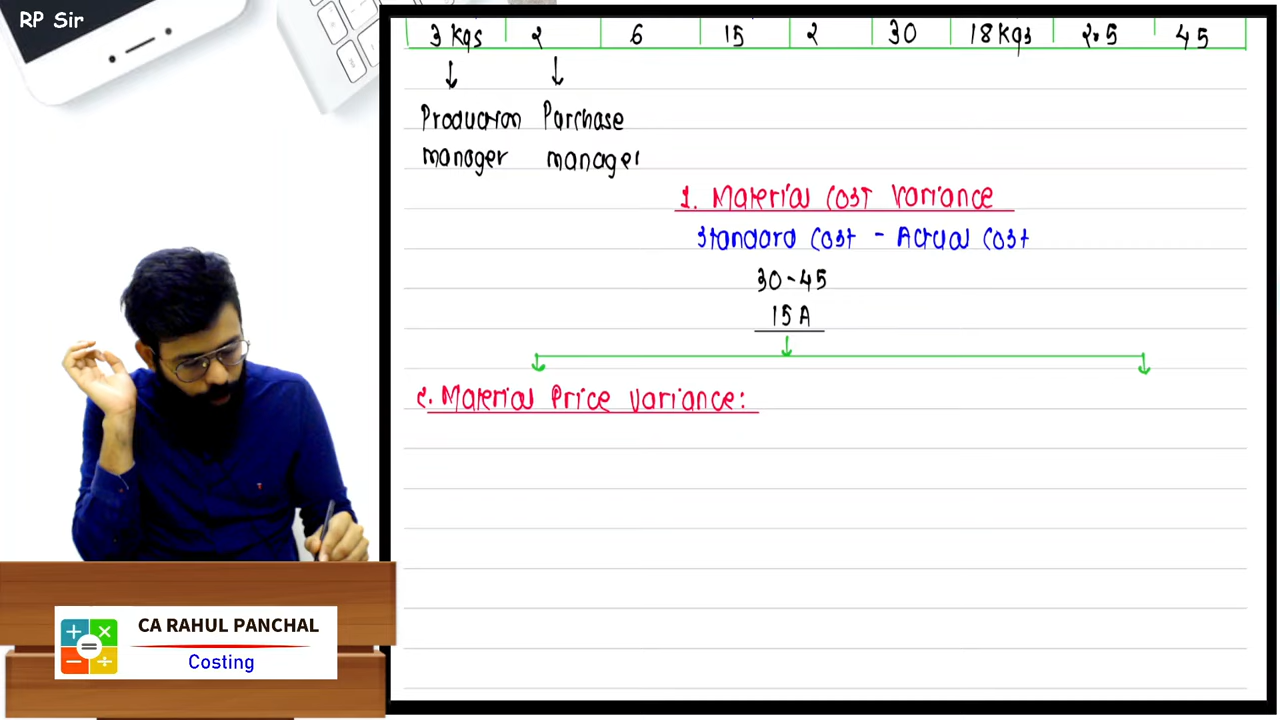 RP Sir
3 kgs 2 6 15 2 30 18 kgs 2.5 45
Production Purchase
manager manager
1. Material Cost Variance
Standard Cost - Actual Cost
30-45
15 A
2. Material Price Variance:
CA RAHUL PANCHAL
Costing